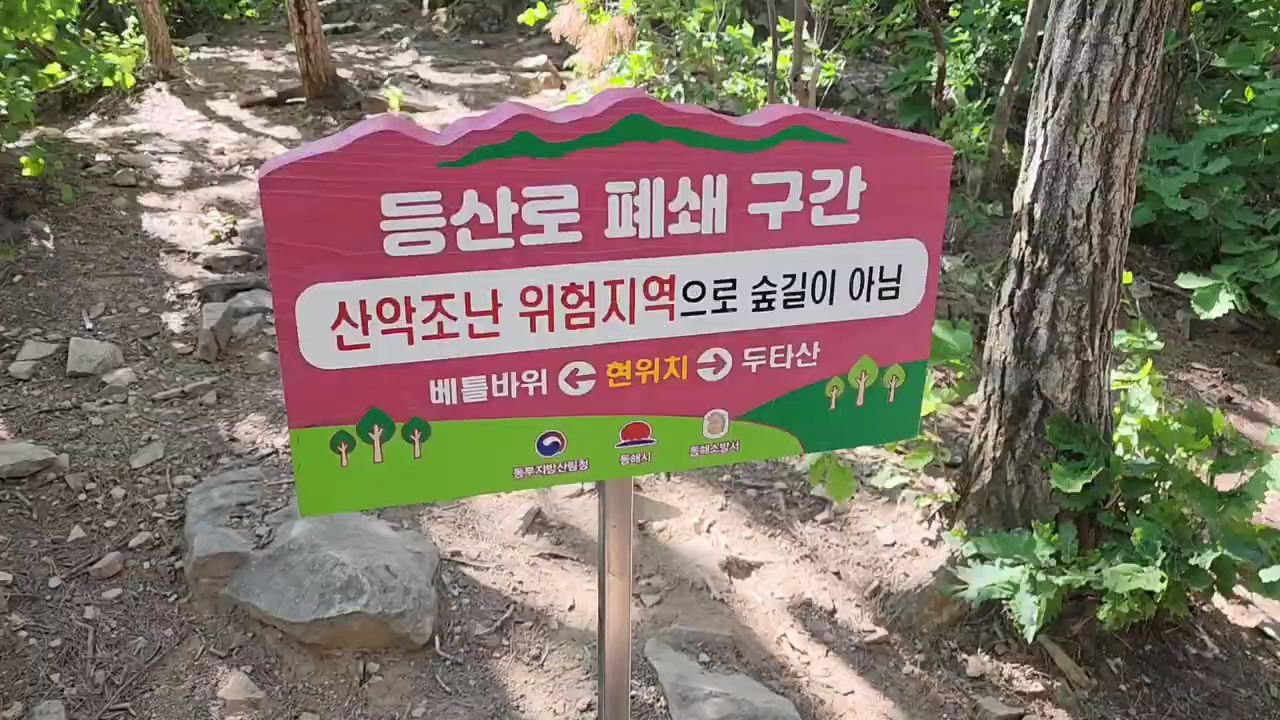 등산로 폐쇄 구간
산악조난 위험지역으로 숲길이 아님
베틀바위 현위치 두타산
동부지방산림청 동해시 동해소방서